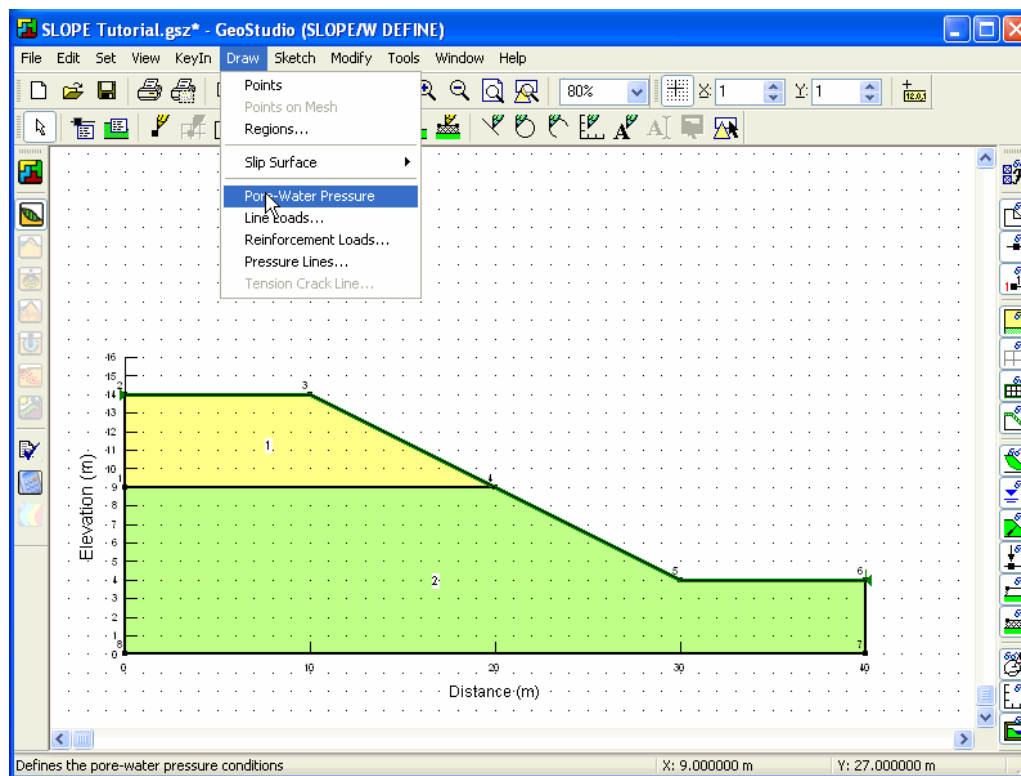 SLOPE Tutorial.gsz* - GeoStudio (SLOPE/W DEFINE)
File Edit Set View KeyIn Draw Sketch Modify Tools Window Help
80% X: 1 Y: 1
Points
Points on Mesh
Regions...
Slip Surface
Pore-Water Pressure
Line Loads...
Reinforcement Loads...
Pressure Lines...
Tension Crack Line...
16
15
14
13
12
11
10
9
8
7
6
5
4
3
2
1
0
Elevation (m)
2
3
1
4
5
6
7
8
1
2
0 10 20 30 40
Distance (m)
Defines the pore-water pressure conditions X: 9.000000 m Y: 27.000000 m